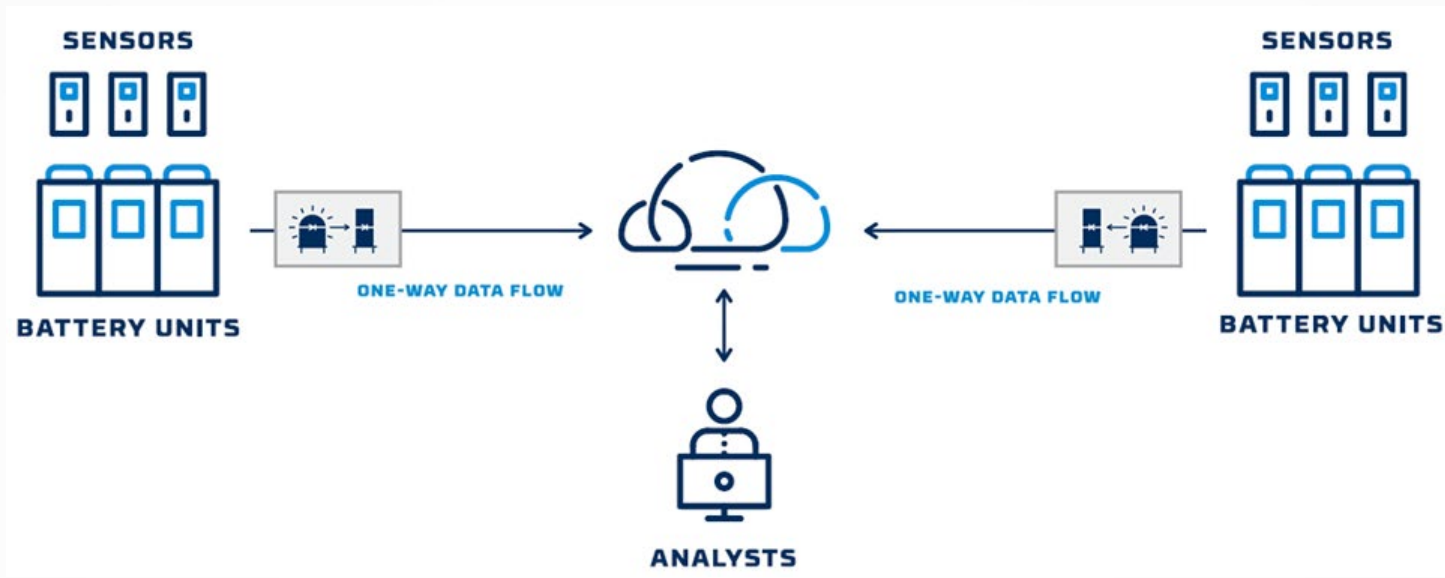 SENSORS
SENSORS
ONE-WAY DATA FLOW
ONE-WAY DATA FLOW
BATTERY UNITS
BATTERY UNITS
ANALYSTS